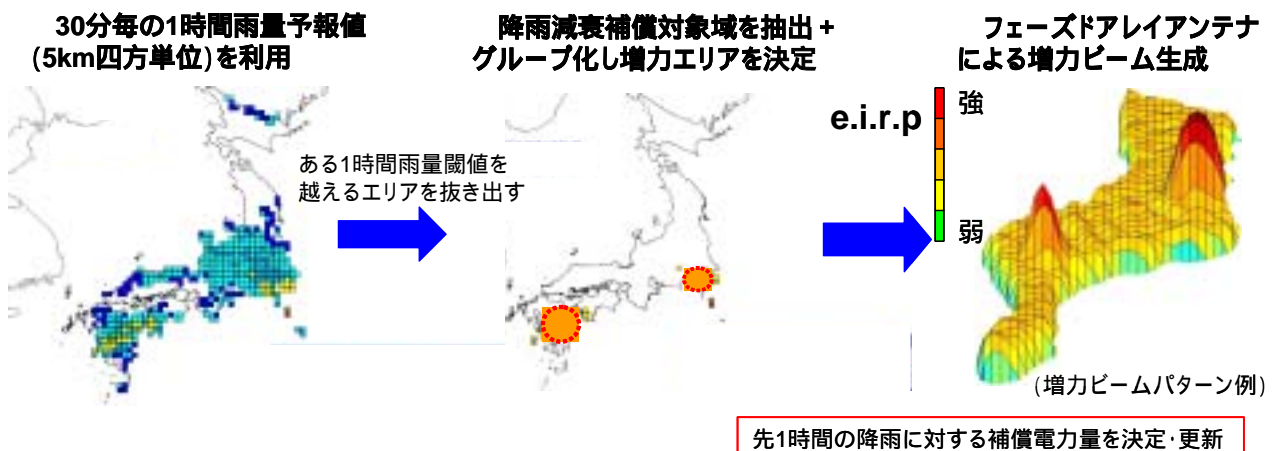 30分毎の1時間雨量予報値
(5km四方単位)を利用
降雨減衰補償対象域を抽出+
グループ化し増力エリアを決定
フェーズドアレイアンテナ
による増力ビーム生成
ある1時間雨量閾値を
越えるエリアを抜き出す
e.i.r.p
強
弱
(増力ビームパターン例)
先1時間の降雨に対する補償電力量を決定・更新